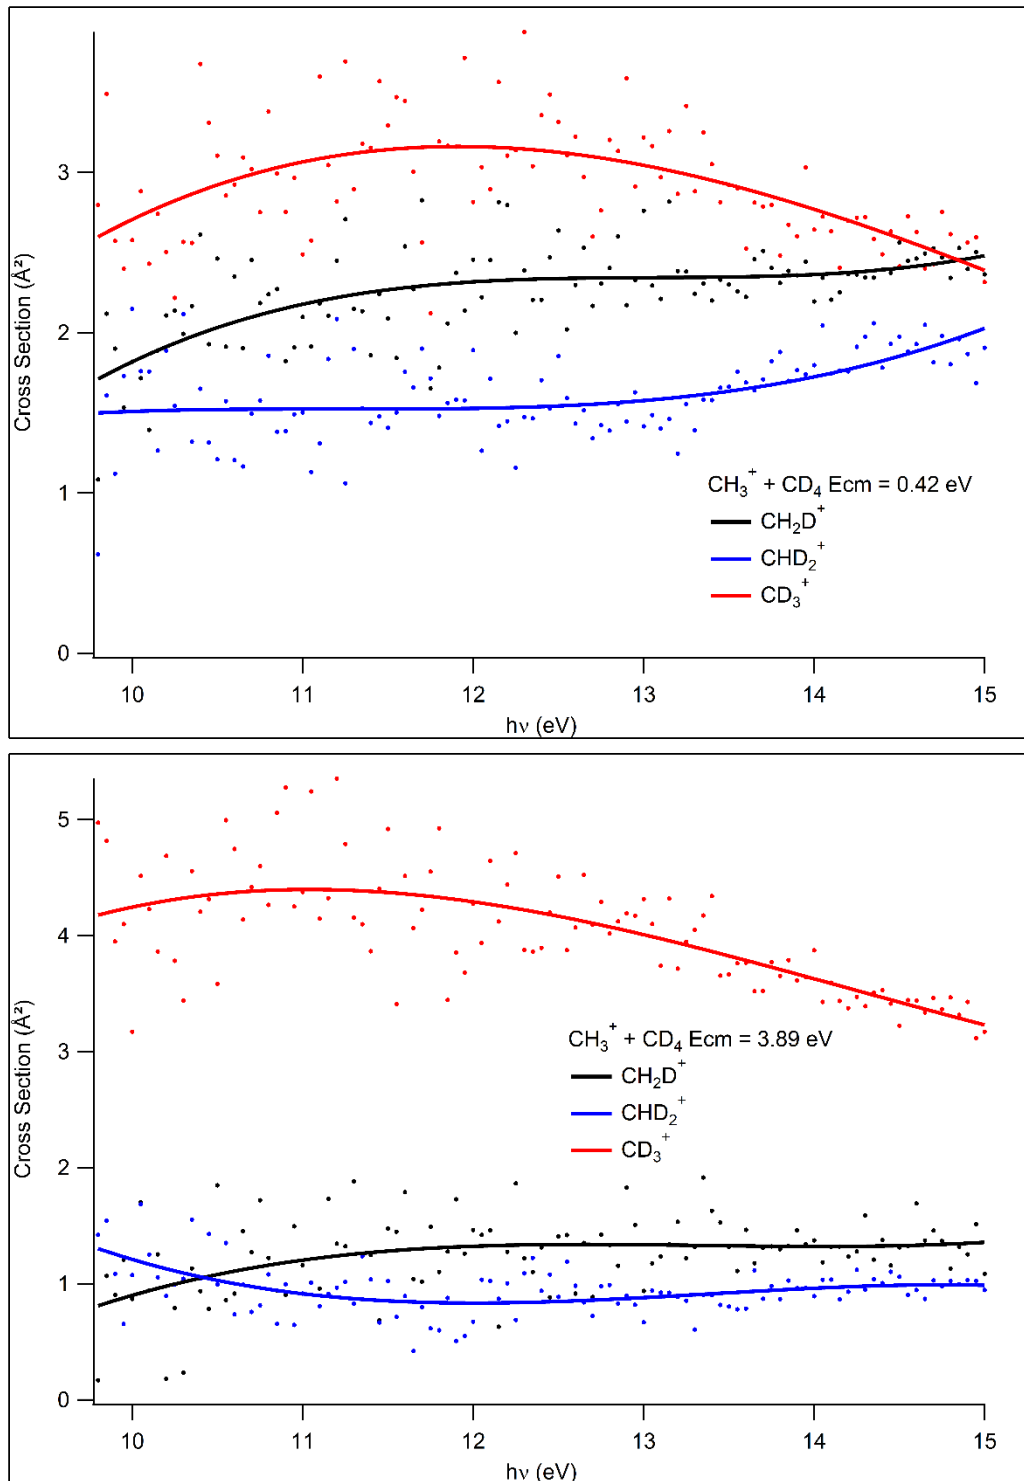 Cross Section (Å²)
3
2
1
0
CH₃⁺ + CD₄ Ecm = 0.42 eV
CH₂D⁺
CHD₂⁺
CD₃⁺
10 11 12 13 14 15
hν (eV)
Cross Section (Å²)
5
4
3
2
1
0
CH₃⁺ + CD₄ Ecm = 3.89 eV
CH₂D⁺
CHD₂⁺
CD₃⁺
10 11 12 13 14 15
hν (eV)